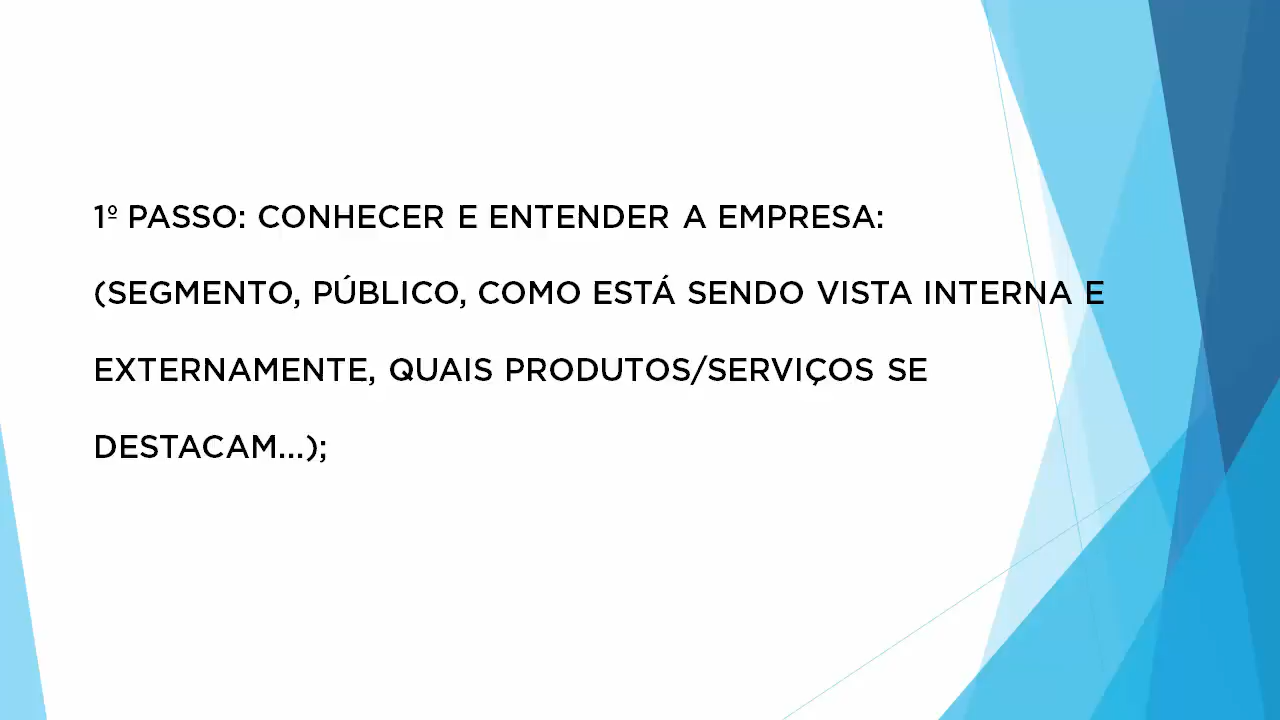 1º PASSO: CONHECER E ENTENDER A EMPRESA:
(SEGMENTO, PÚBLICO, COMO ESTÁ SENDO VISTA INTERNA E
EXTERNAMENTE, QUAIS PRODUTOS/SERVIÇOS SE
DESTACAM...);